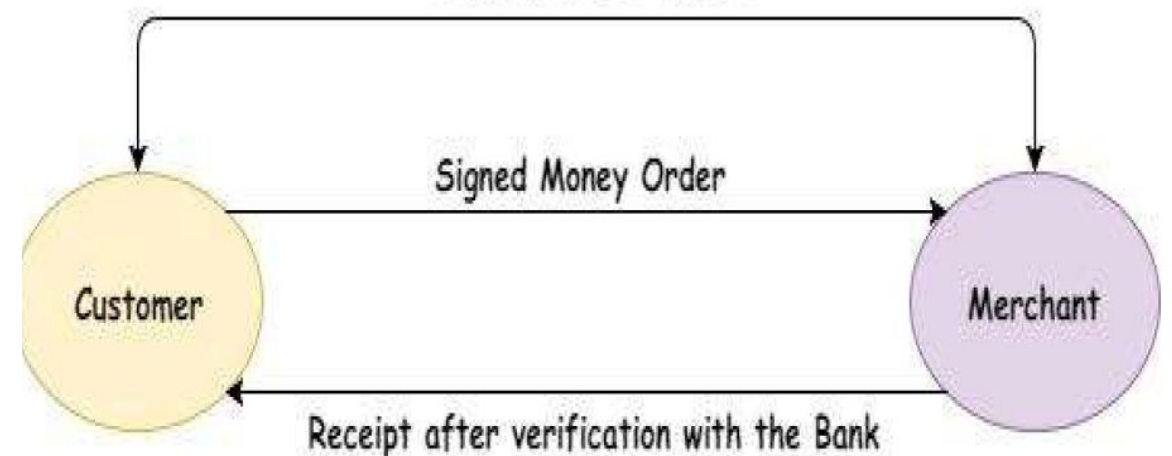 Signed Money Order
Customer
Merchant
Receipt after verification with the Bank